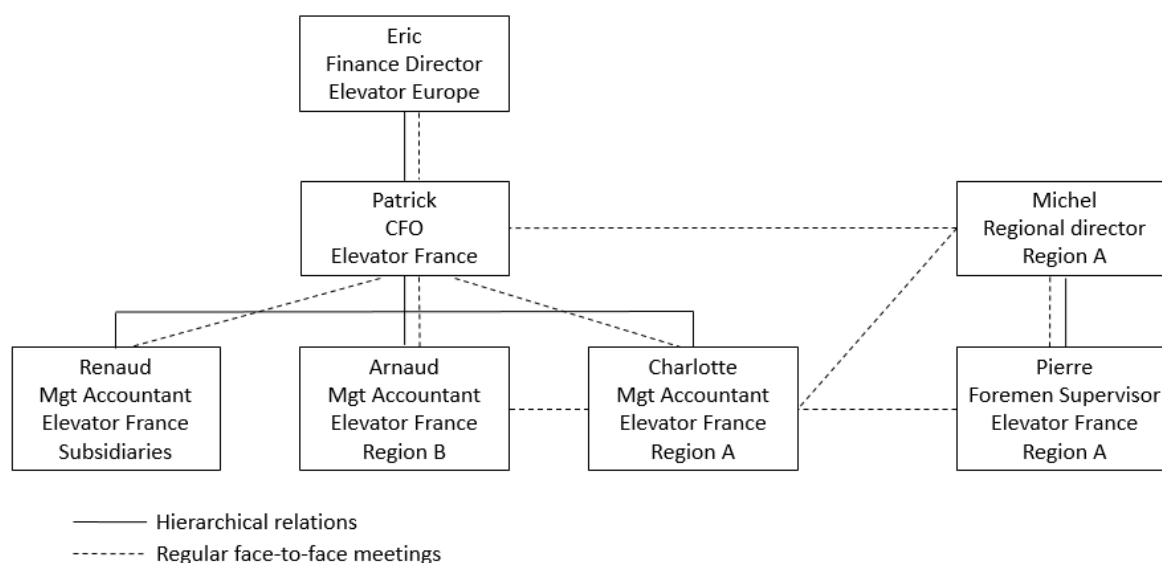 Eric
Finance Director
Elevator Europe
Patrick
CFO
Elevator France
Michel
Regional director
Region A
Renaud
Mgt Accountant
Elevator France
Subsidiaries
Arnaud
Mgt Accountant
Elevator France
Region B
Charlotte
Mgt Accountant
Elevator France
Region A
Pierre
Foremen Supervisor
Elevator France
Region A
Hierarchical relations
Regular face-to-face meetings